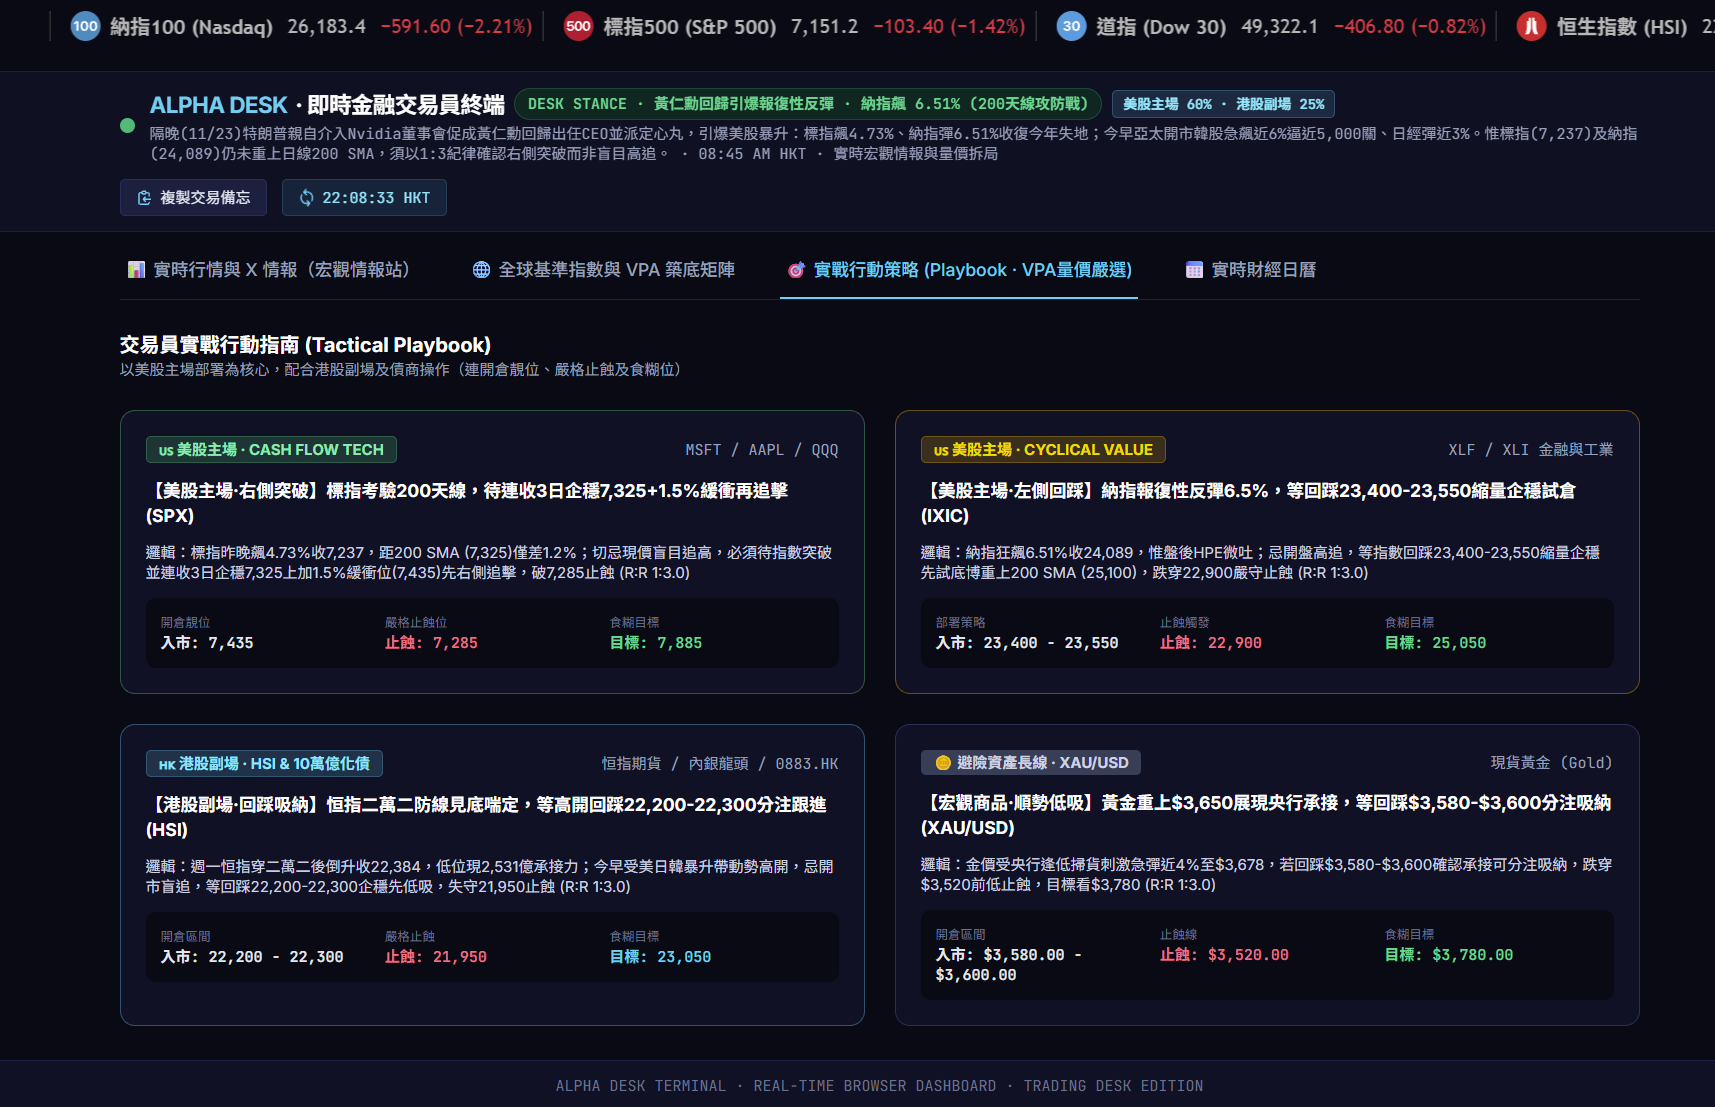 100 納指100 (Nasdaq) 26,183.4 −591.60 (−2.21%) 500 標指500 (S&P 500) 7,151.2 −103.40 (−1.42%) 30 道指 (Dow 30) 49,322.1 −406.80 (−0.82%) 恒生指數 (HSI)
ALPHA DESK · 即時金融交易員終端 DESK STANCE · 黃仁勳回歸引爆報復性反彈 · 納指飆 6.51% (200天線攻防戰) 美股主場 60% · 港股副場 25%
隔晚(11/23)特朗普親自介入Nvidia董事會促成黃仁勳回歸出任CEO並派定心丸，引爆美股暴升：標指飆4.73%、納指彈6.51%收復今年失地；今早亞太開市韓股急飆近6%逼近5,000關、日經彈近3%。惟標指(7,237)及納指
(24,089)仍未重上日線200 SMA，須以1:3紀律確認右側突破而非盲目高追。 · 08:45 AM HKT · 實時宏觀情報與量價拆局
複製交易備忘 22:08:33 HKT
實時行情與 X 情報（宏觀情報站） 全球基準指數與 VPA 築底矩陣 實戰行動策略 (Playbook · VPA量價嚴選) 實時財經日曆
交易員實戰行動指南 (Tactical Playbook)
以美股主場部署為核心，配合港股副場及債商操作（連開倉靚位、嚴格止蝕及食糊位）
US 美股主場 · CASH FLOW TECH MSFT / AAPL / QQQ
【美股主場·右側突破】標指考驗200天線，待連收3日企穩7,325+1.5%緩衝再追擊
(SPX)
邏輯：標指昨晚飆4.73%收7,237，距200 SMA (7,325)僅差1.2%；切忌現價盲目追高，必須待指數突破
並連收3日企穩7,325上加1.5%緩衝位(7,435)先右側追擊，破7,285止蝕 (R:R 1:3.0)
開倉靚位 嚴格止蝕位 食糊目標
入市: 7,435 止蝕: 7,285 目標: 7,885
US 美股主場 · CYCLICAL VALUE XLF / XLI 金融與工業
【美股主場·左側回踩】納指報復性反彈6.5%，等回踩23,400-23,550縮量企穩試倉
(IXIC)
邏輯：納指狂飆6.51%收24,089，惟盤後HPE微吐；忌開盤高追，等指數回踩23,400-23,550縮量企穩
先試底博重上200 SMA (25,100)，跌穿22,900嚴守止蝕 (R:R 1:3.0)
部署策略 止蝕觸發 食糊目標
入市: 23,400 - 23,550 止蝕: 22,900 目標: 25,050
HK 港股副場 · HSI & 10萬億化債 恒指期貨 / 內銀龍頭 / 0883.HK
【港股副場·回踩吸納】恒指二萬二防線見底喘定，等高開回踩22,200-22,300分注跟進
(HSI)
邏輯：週一恒指穿二萬二後倒升收22,384，低位現2,531億承接力；今早受美日韓暴升帶動勢高開，忌開
市盲追，等回踩22,200-22,300企穩先低吸，失守21,950止蝕 (R:R 1:3.0)
開倉區間 嚴格止蝕 食糊目標
入市: 22,200 - 22,300 止蝕: 21,950 目標: 23,050
避險資產長線 · XAU/USD 現貨黃金 (Gold)
【宏觀商品·順勢低吸】黃金重上$3,650展現央行承接，等回踩$3,580-$3,600分注吸納
(XAU/USD)
邏輯：金價受央行逢低掃貨刺激急彈近4%至$3,678，若回踩$3,580-$3,600確認承接可分注吸納，跌穿
$3,520前低止蝕，目標看$3,780 (R:R 1:3.0)
開倉區間 止蝕線 食糊目標
入市: $3,580.00 - 止蝕: $3,520.00 目標: $3,780.00
$3,600.00
ALPHA DESK TERMINAL · REAL-TIME BROWSER DASHBOARD · TRADING DESK EDITION